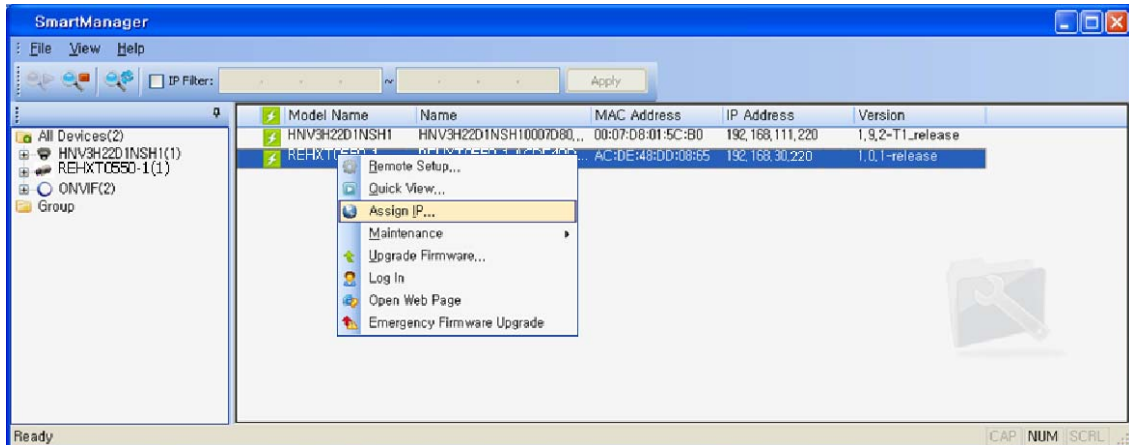 SmartManager
File View Help
IP Filter: ~ Apply
All Devices(2)
HNV3H22D1NSH1(1)
REHXT0550-1(1)
ONVIF(2)
Group
Model Name Name MAC Address IP Address Version
HNV3H22D1NSH1 HNV3H22D1NSH10007D80... 00:07:D8:01:5C:B0 192,168,111,220 1,9,2-T1_release
REHXT0550-1 AC:DE:48:DD:08:65 192,168,30,220 1,0,1-release
Remote Setup...
Quick View...
Assign IP...
Maintenance
Upgrade Firmware...
Log In
Open Web Page
Emergency Firmware Upgrade
Ready CAP NUM SCRL